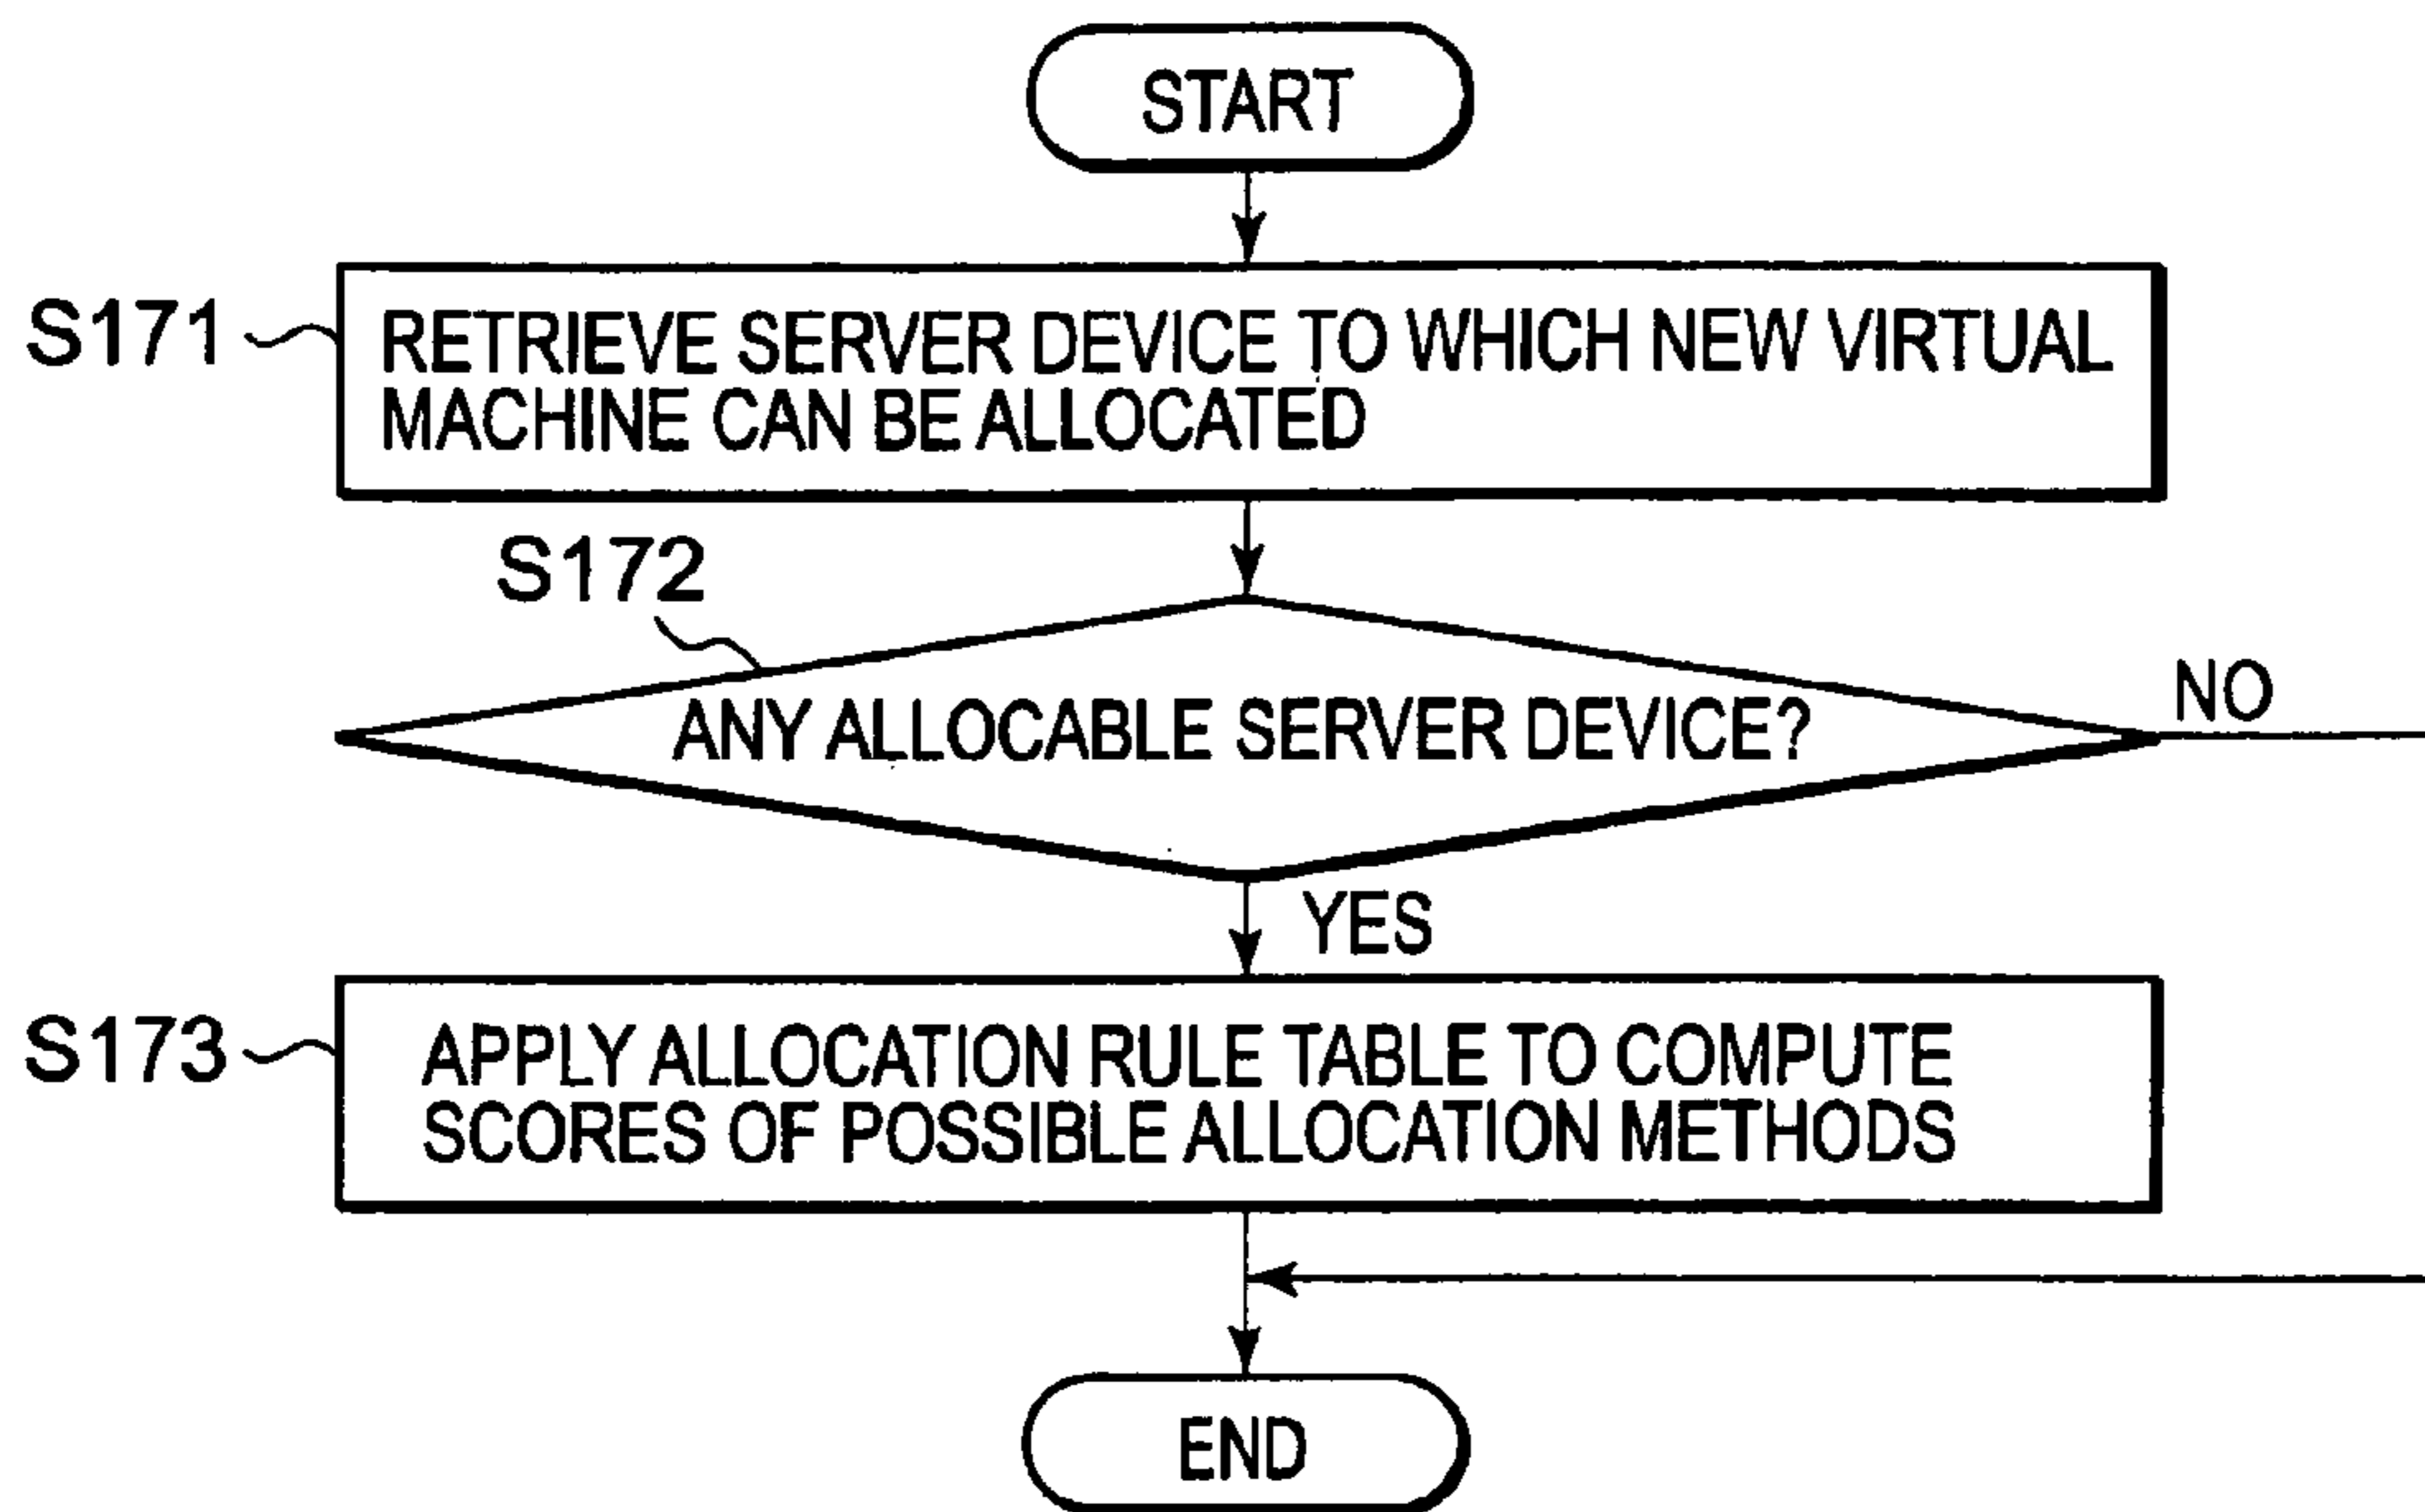 START
S171
RETRIEVE SERVER DEVICE TO WHICH NEW VIRTUAL
MACHINE CAN BE ALLOCATED
S172
ANY ALLOCABLE SERVER DEVICE?
NO
YES
S173
APPLY ALLOCATION RULE TABLE TO COMPUTE
SCORES OF POSSIBLE ALLOCATION METHODS
END